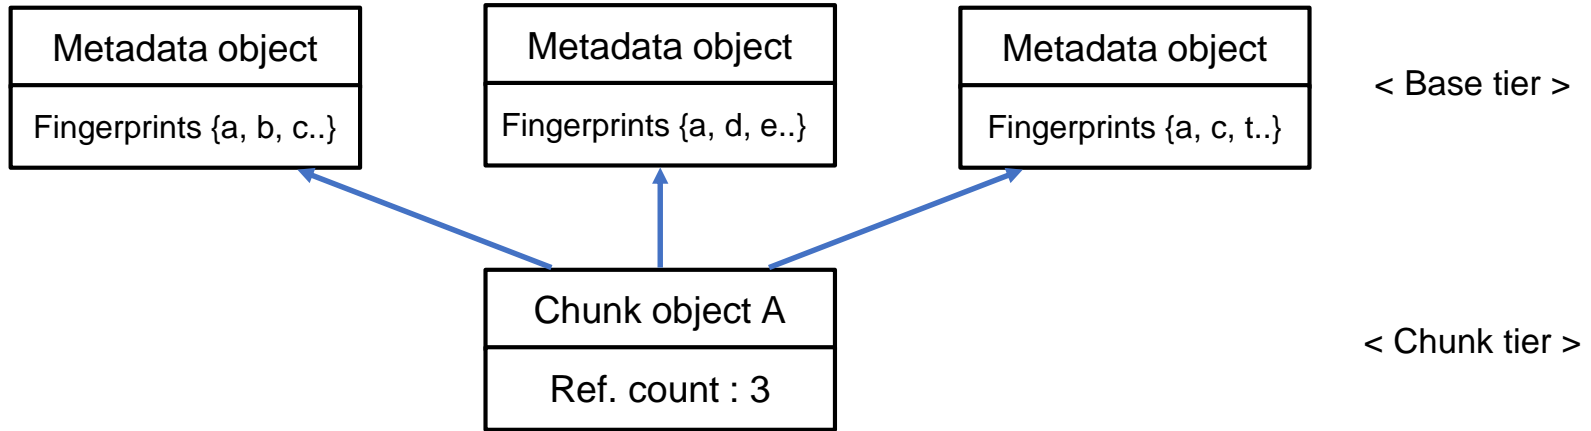 Metadata object
Fingerprints {a, b, c..}
Metadata object
Fingerprints {a, d, e..}
Metadata object
Fingerprints {a, c, t..}
< Base tier >
Chunk object A
Ref. count : 3
< Chunk tier >